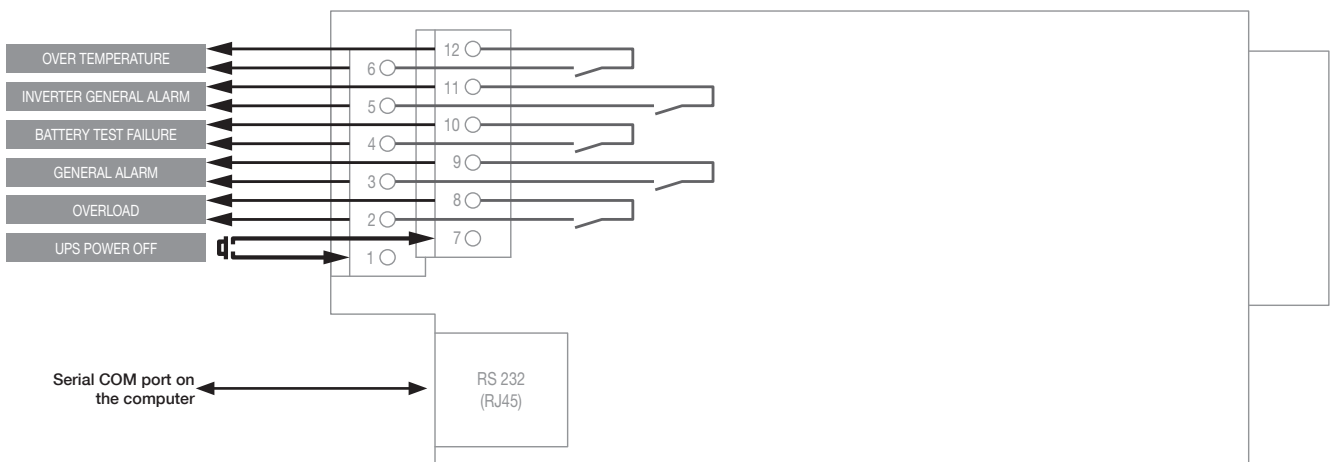 OVER TEMPERATURE
INVERTER GENERAL ALARM
BATTERY TEST FAILURE
GENERAL ALARM
OVERLOAD
UPS POWER OFF
12
6
11
5
10
4
9
3
8
2
7
1
Serial COM port on
the computer
RS 232
(RJ45)